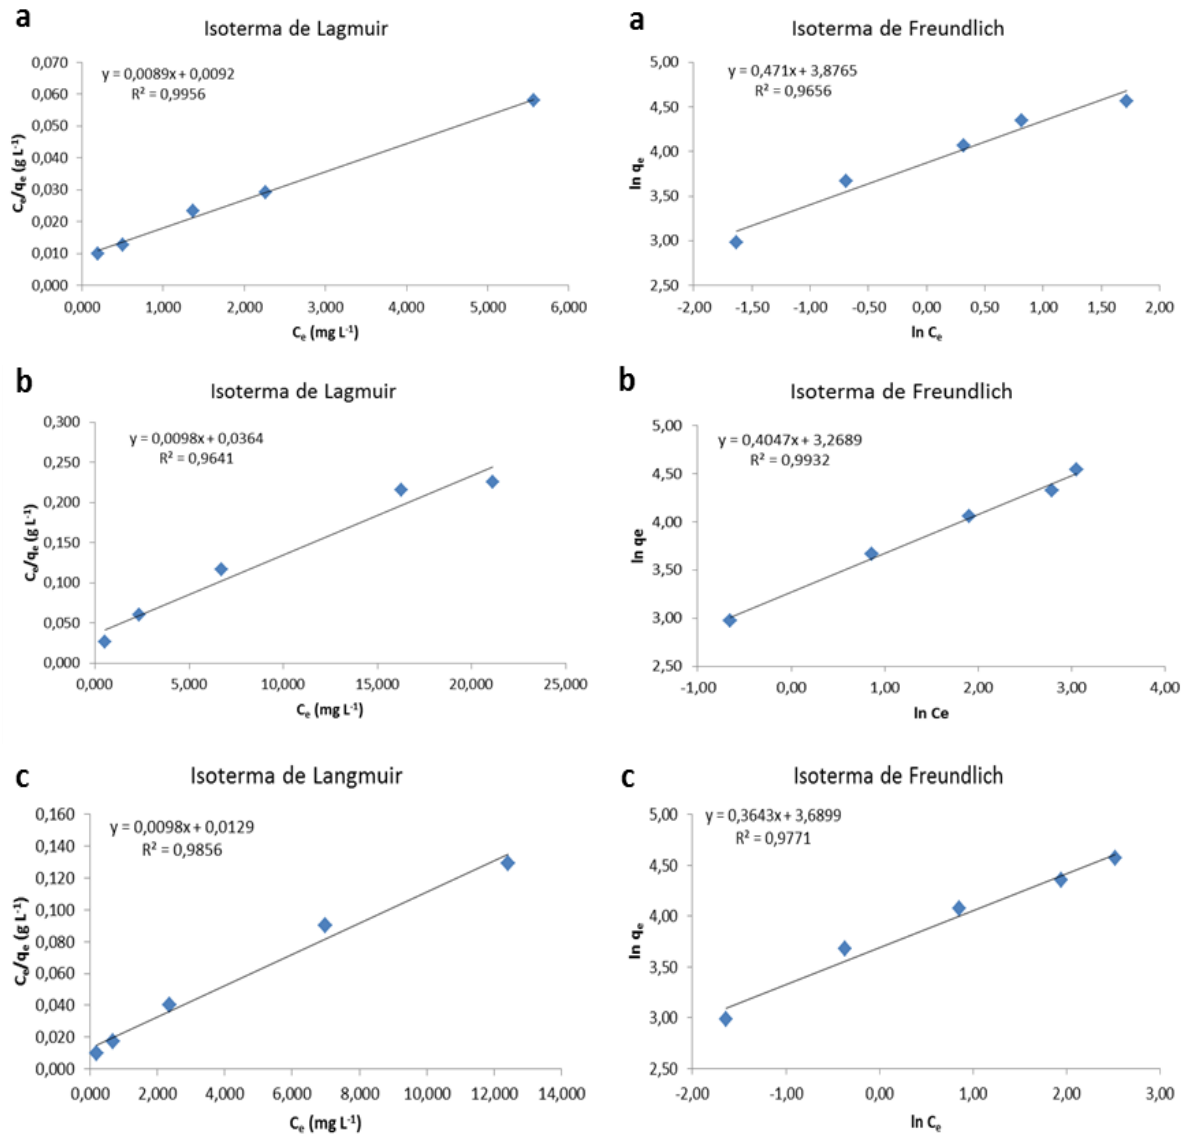 a
Isoterma de Lagmuir
y = 0,0089x + 0,0092
R² = 0,9956
0,070
0,060
0,050
0,040
0,030
0,020
0,010
0,000
0,000 1,000 2,000 3,000 4,000 5,000 6,000
Cₑ/qₑ (g L⁻¹)
Cₑ (mg L⁻¹)
a
Isoterma de Freundlich
y = 0,471x + 3,8765
R² = 0,9656
5,00
4,50
4,00
3,50
3,00
2,50
-2,00 -1,50 -1,00 -0,50 0,00 0,50 1,00 1,50 2,00
ln qₑ
ln Cₑ
b
Isoterma de Lagmuir
y = 0,0098x + 0,0364
R² = 0,9641
0,300
0,250
0,200
0,150
0,100
0,050
0,000
0,000 5,000 10,000 15,000 20,000 25,000
Cₑ/qₑ (g L⁻¹)
Cₑ (mg L⁻¹)
b
Isoterma de Freundlich
y = 0,4047x + 3,2689
R² = 0,9932
5,00
4,50
4,00
3,50
3,00
2,50
-1,00 0,00 1,00 2,00 3,00 4,00
ln qe
ln Ce
c
Isoterma de Langmuir
y = 0,0098x + 0,0129
R² = 0,9856
0,160
0,140
0,120
0,100
0,080
0,060
0,040
0,020
0,000
0,000 2,000 4,000 6,000 8,000 10,000 12,000 14,000
Cₑ/qₑ (g L⁻¹)
Cₑ (mg L⁻¹)
c
Isoterma de Freundlich
y = 0,3643x + 3,6899
R² = 0,9771
5,00
4,50
4,00
3,50
3,00
2,50
-2,00 -1,00 0,00 1,00 2,00 3,00
ln qₑ
ln Cₑ